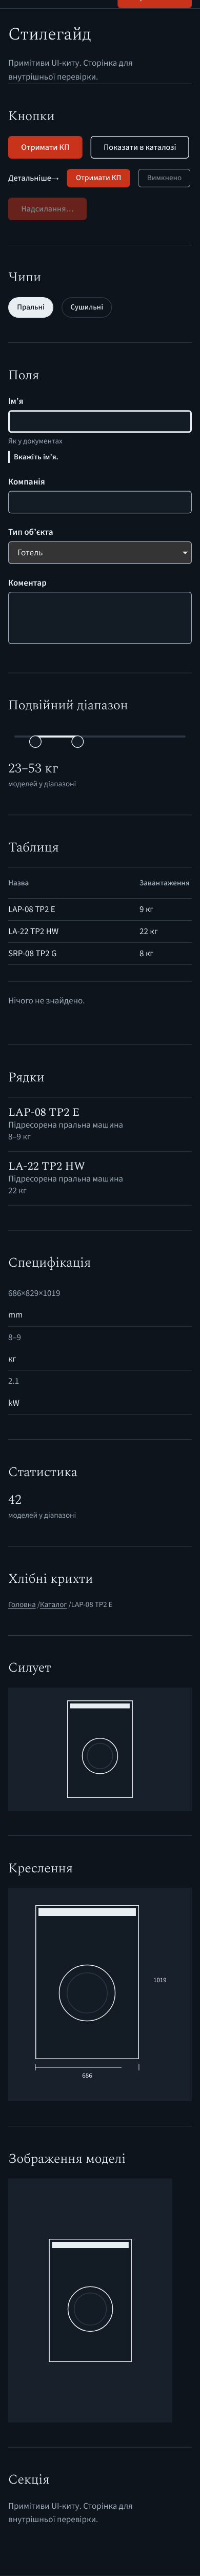 Стилегайд
Примітиви UI-киту. Сторінка для
внутрішньої перевірки.
Кнопки
Отримати КП
Показати в каталозі
Детальніше→
Отримати КП
Вимкнено
Надсилання…
Чипи
Пральні
Сушильні
Поля
Ім’я
Як у документах
Вкажіть ім’я.
Компанія
Тип об’єкта
Готель
Коментар
Подвійний діапазон
23–53 кг
моделей у діапазоні
Таблиця
Назва
Завантаження
LAP-08 TP2 E
9 кг
LA-22 TP2 HW
22 кг
SRP-08 TP2 G
8 кг
Нічого не знайдено.
Рядки
LAP-08 TP2 E
Підресорена пральна машина
8–9 кг
LA-22 TP2 HW
Підресорена пральна машина
22 кг
Специфікація
686×829×1019
mm
8–9
кг
2.1
kW
Статистика
42
моделей у діапазоні
Хлібні крихти
Головна /Каталог /LAP-08 TP2 E
Силует
Креслення
1019
686
Зображення моделі
Секція
Примітиви UI-киту. Сторінка для
внутрішньої перевірки.